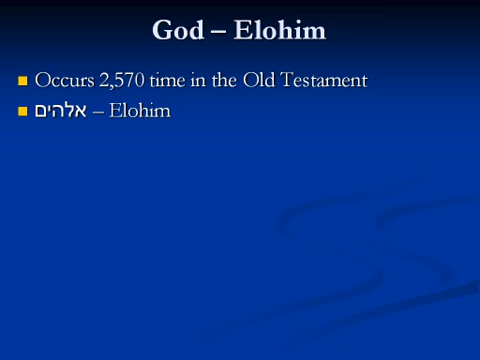 God – Elohim
Occurs 2,570 time in the Old Testament
אלהים – Elohim